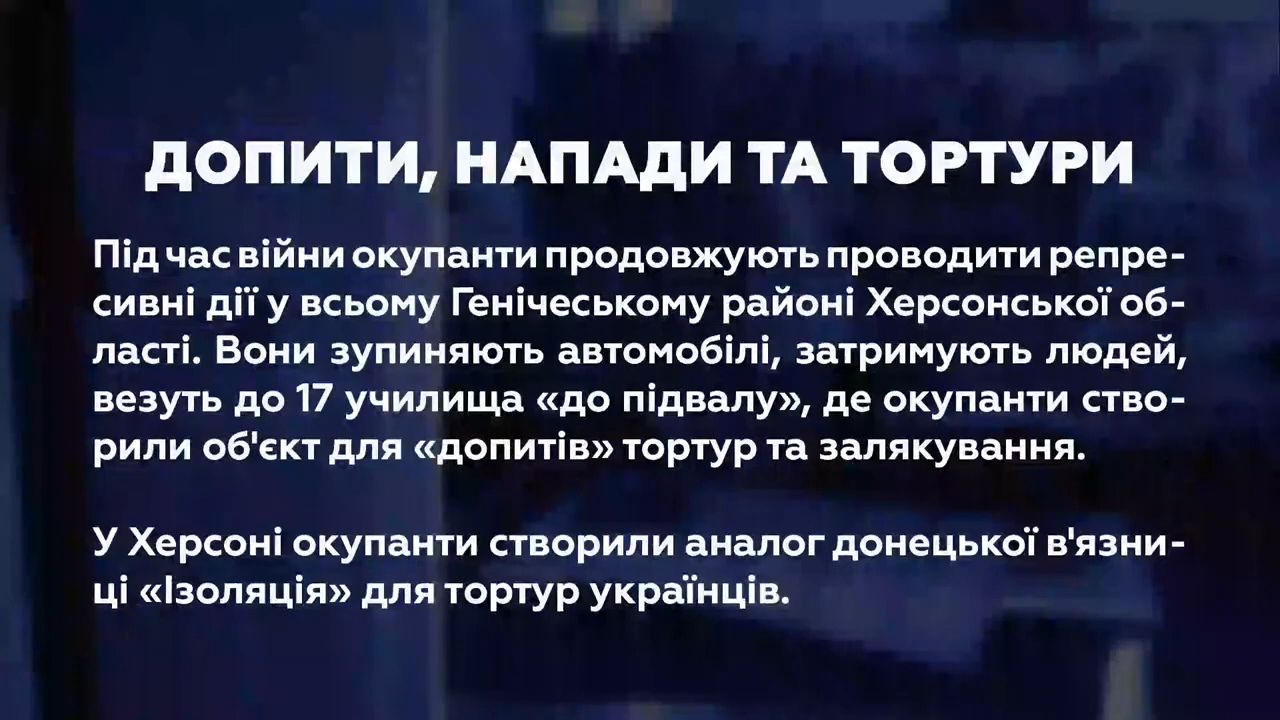 ДОПИТИ, НАПАДИ ТА ТОРТУРИ
Під час війни окупанти продовжують проводити репре-
сивні дії у всьому Генічеському районі Херсонської об-
ласті. Вони зупиняють автомобілі, затримують людей,
везуть до 17 училища «до підвалу», де окупанти ство-
рили об'єкт для «допитів» тортур та залякування.
У Херсоні окупанти створили аналог донецької в'язни-
ці «Ізоляція» для тортур українців.